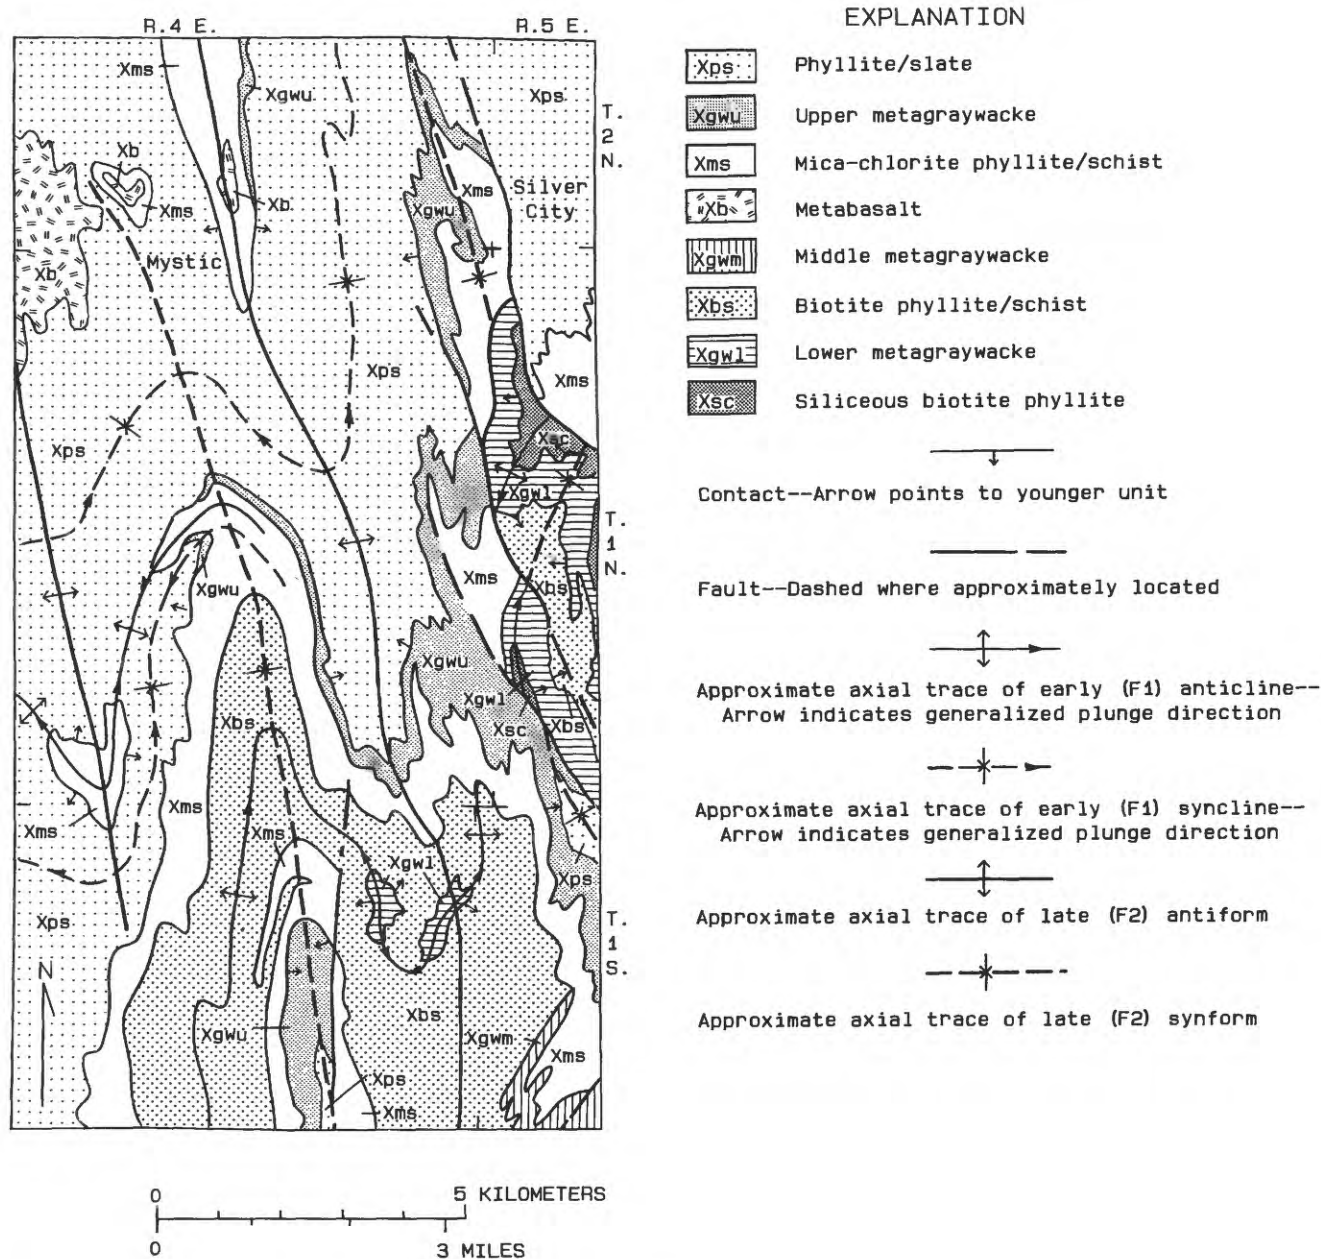 R.4 E.
R.5 E.
Xms
Xgwu
Xps
T.
2
N.
Xb
Xms
Xb
Xms
Silver
City
Xgwu
Mystic
Xb
Xps
Xms
Xps
Xsc
Xgwl
T.
1
N.
Xgwu
Xms
Xbs
Xgwu
Xgwl
Xbs
Xsc
Xbs
Xms
Xms
Xms
Xgwl
Xps
Xps
T.
1
S.
N
Xbs
Xgwu
Xgwm
Xms
Xps
Xms
0 5 KILOMETERS
0 3 MILES
EXPLANATION
Xps Phyllite/slate
Xgwu Upper metagraywacke
Xms Mica-chlorite phyllite/schist
Xb Metabasalt
Xgwm Middle metagraywacke
Xbs Biotite phyllite/schist
Xgwl Lower metagraywacke
Xsc Siliceous biotite phyllite
Contact--Arrow points to younger unit
Fault--Dashed where approximately located
Approximate axial trace of early (F1) anticline--
Arrow indicates generalized plunge direction
Approximate axial trace of early (F1) syncline--
Arrow indicates generalized plunge direction
Approximate axial trace of late (F2) antiform
Approximate axial trace of late (F2) synform